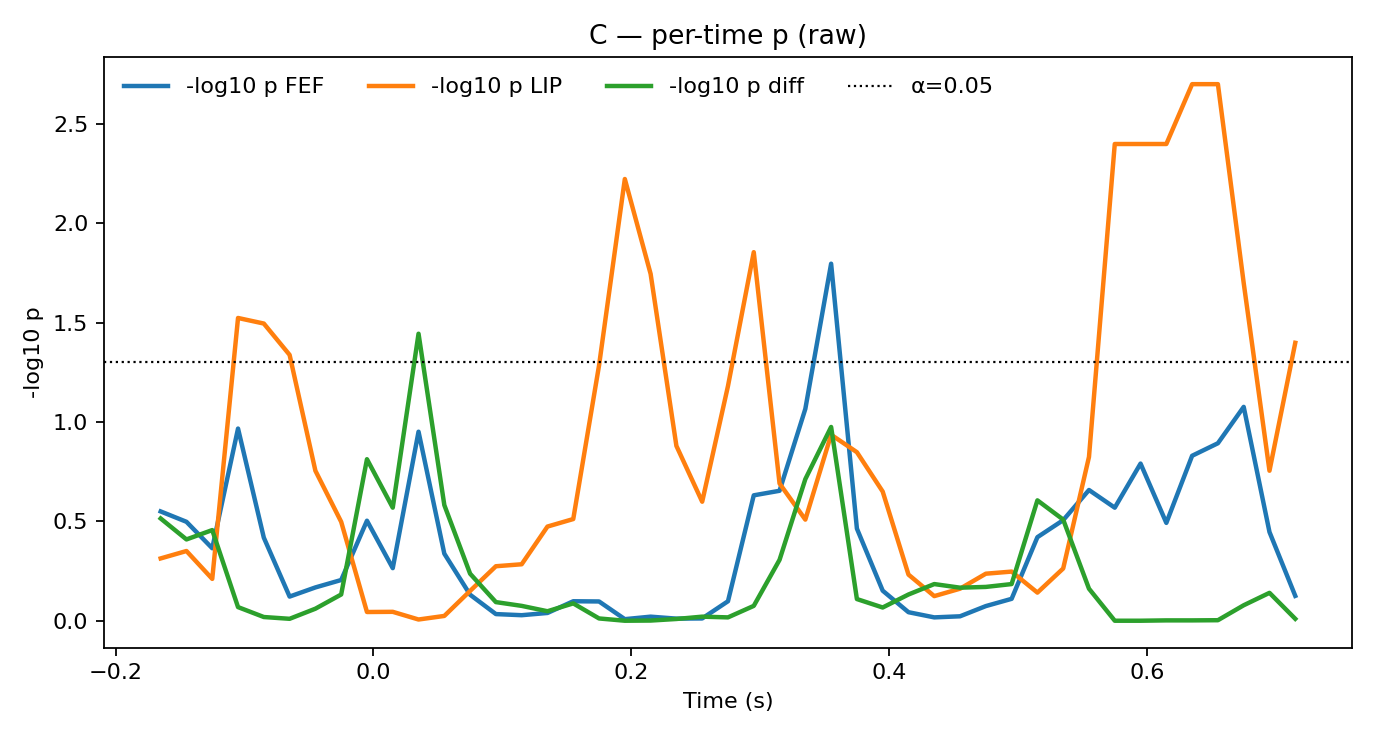 C — per-time p (raw)
-log10 p FEF
-log10 p LIP
-log10 p diff
α=0.05
-log10 p
2.5
2.0
1.5
1.0
0.5
0.0
−0.2
0.0
0.2
0.4
0.6
Time (s)